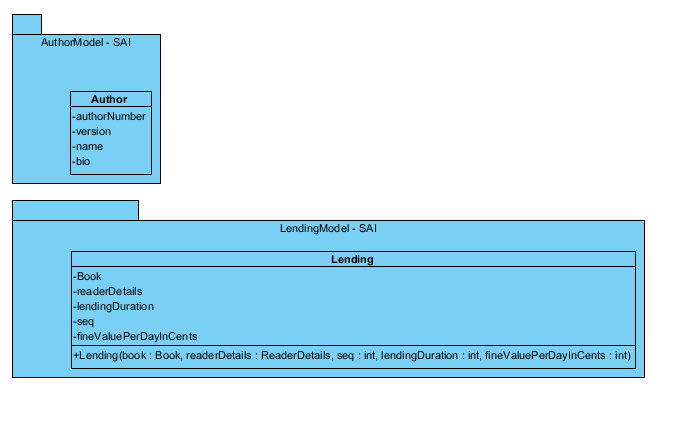 AuthorModel - SAI
Author
-authorNumber
-version
-name
-bio
LendingModel - SAI
Lending
-Book
-readerDetails
-lendingDuration
-seq
-fineValuePerDayInCents
+Lending(book : Book, readerDetails : ReaderDetails, seq : int, lendingDuration : int, fineValuePerDayInCents : int)